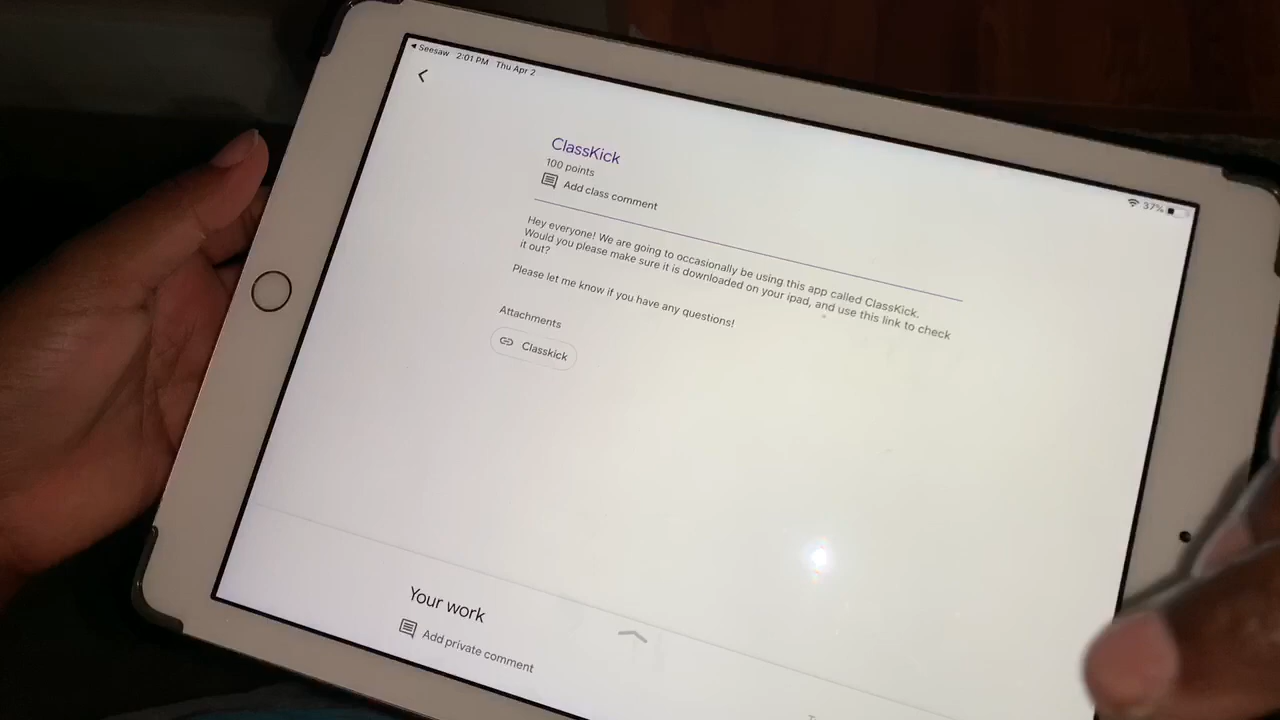 Seesaw 2:01 PM Thu Apr 2
37%
ClassKick
100 points
Add class comment
Hey everyone! We are going to occasionally be using this app called ClassKick.
Would you please make sure it is downloaded on your ipad, and use this link to check
it out?
Please let me know if you have any questions!
Attachments
Classkick
Your work
Add private comment